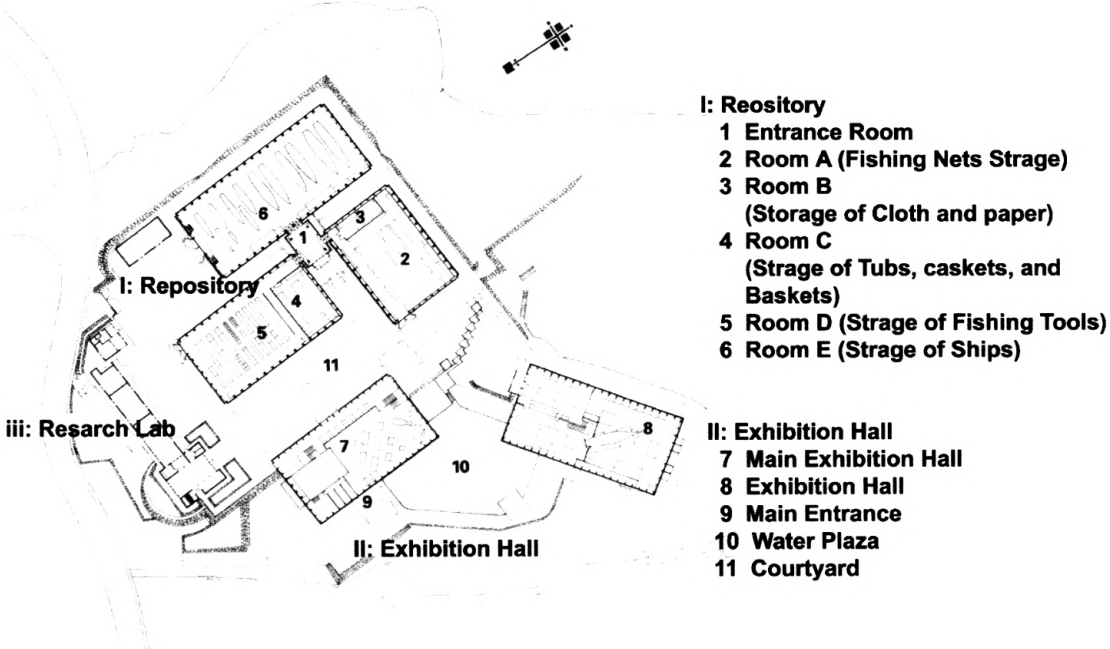 I: Reository
1 Entrance Room
2 Room A (Fishing Nets Strage)
3 Room B
(Storage of Cloth and paper)
4 Room C
(Strage of Tubs, caskets, and
Baskets)
5 Room D (Strage of Fishing Tools)
6 Room E (Strage of Ships)
II: Exhibition Hall
7 Main Exhibition Hall
8 Exhibition Hall
9 Main Entrance
10 Water Plaza
11 Courtyard
6
3
1
2
I: Repository
4
5
11
iii: Resarch Lab
7
8
10
9
II: Exhibition Hall